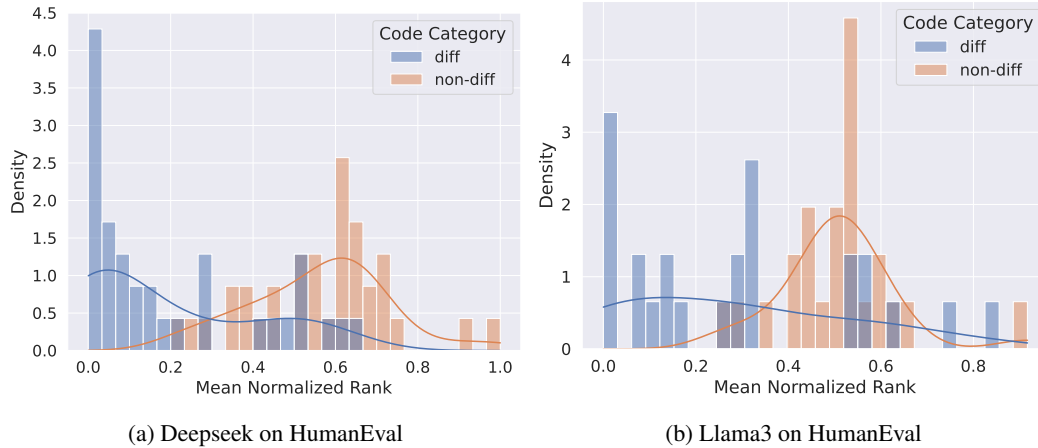 4.5
4.0
3.5
3.0
2.5
2.0
1.5
1.0
0.5
0.0
Density
Code Category
diff
non-diff
0.0 0.2 0.4 0.6 0.8 1.0
Mean Normalized Rank
(a) Deepseek on HumanEval
4
3
2
1
0
Density
Code Category
diff
non-diff
0.0 0.2 0.4 0.6 0.8
Mean Normalized Rank
(b) Llama3 on HumanEval